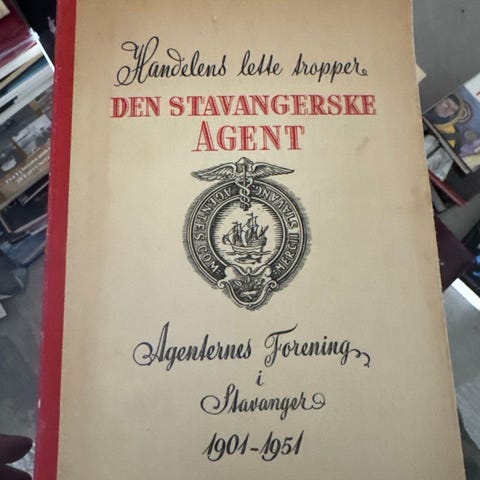 Handelens lette tropper
DEN STAVANGERSKE
AGENT
Agenternes Forening
i
Stavanger
1901-1951